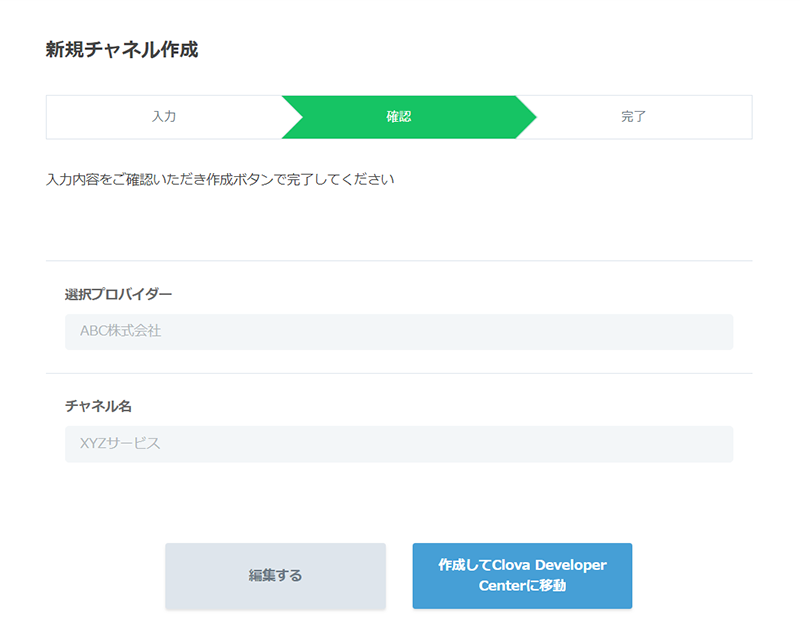 新規チャネル作成
入力
確認
完了
入力内容をご確認いただき作成ボタンで完了してください
選択プロバイダー
ABC株式会社
チャネル名
XYZサービス
編集する
作成してClova Developer
Centerに移動